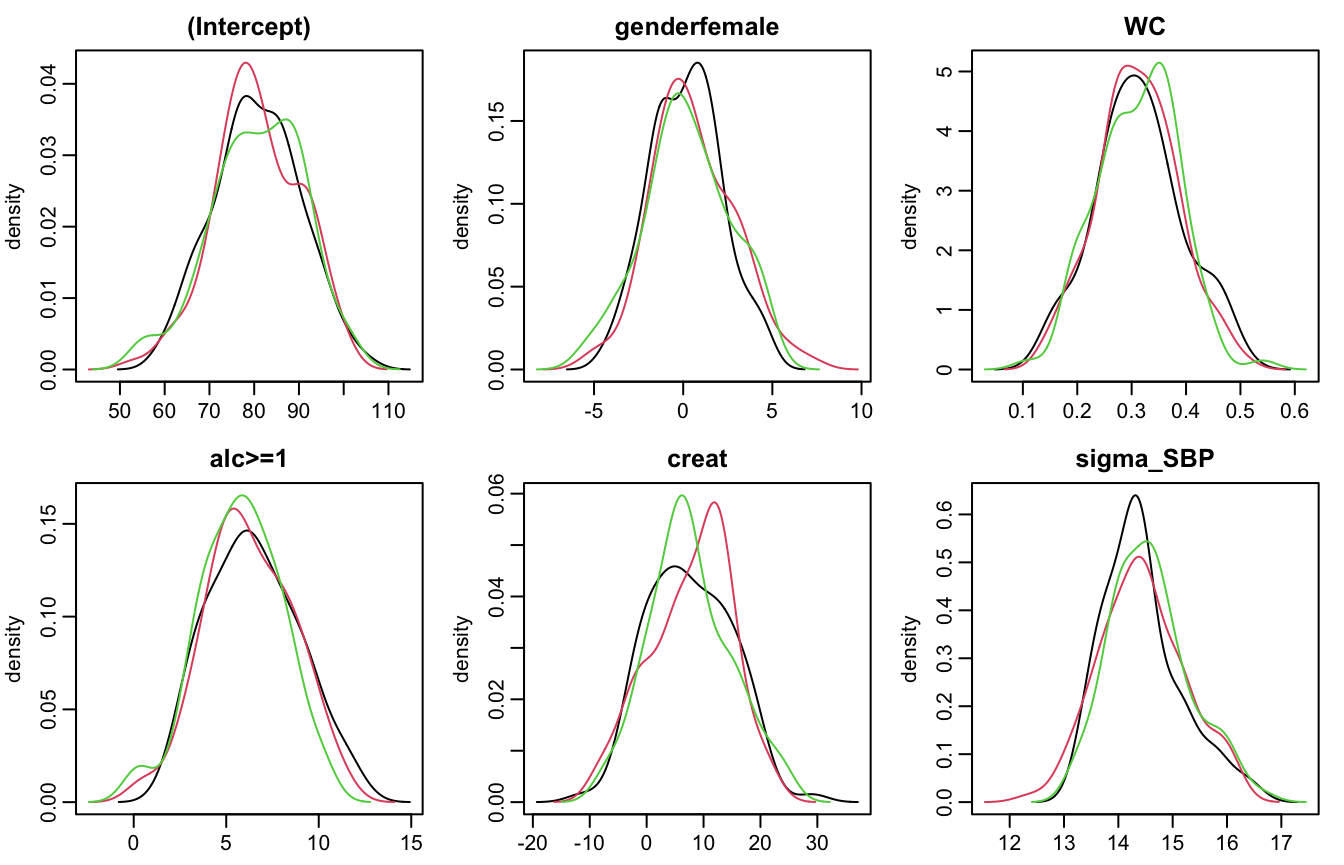 (Intercept)
density
0.00 0.01 0.02 0.03 0.04
50 60 70 80 90 110
genderfemale
density
0.00 0.05 0.10 0.15
-5 0 5 10
WC
density
0 1 2 3 4 5
0.1 0.2 0.3 0.4 0.5 0.6
alc>=1
density
0.00 0.05 0.10 0.15
0 5 10 15
creat
density
0.00 0.02 0.04 0.06
-20 -10 0 10 20 30
sigma_SBP
density
0.0 0.1 0.2 0.3 0.4 0.5 0.6
12 13 14 15 16 17